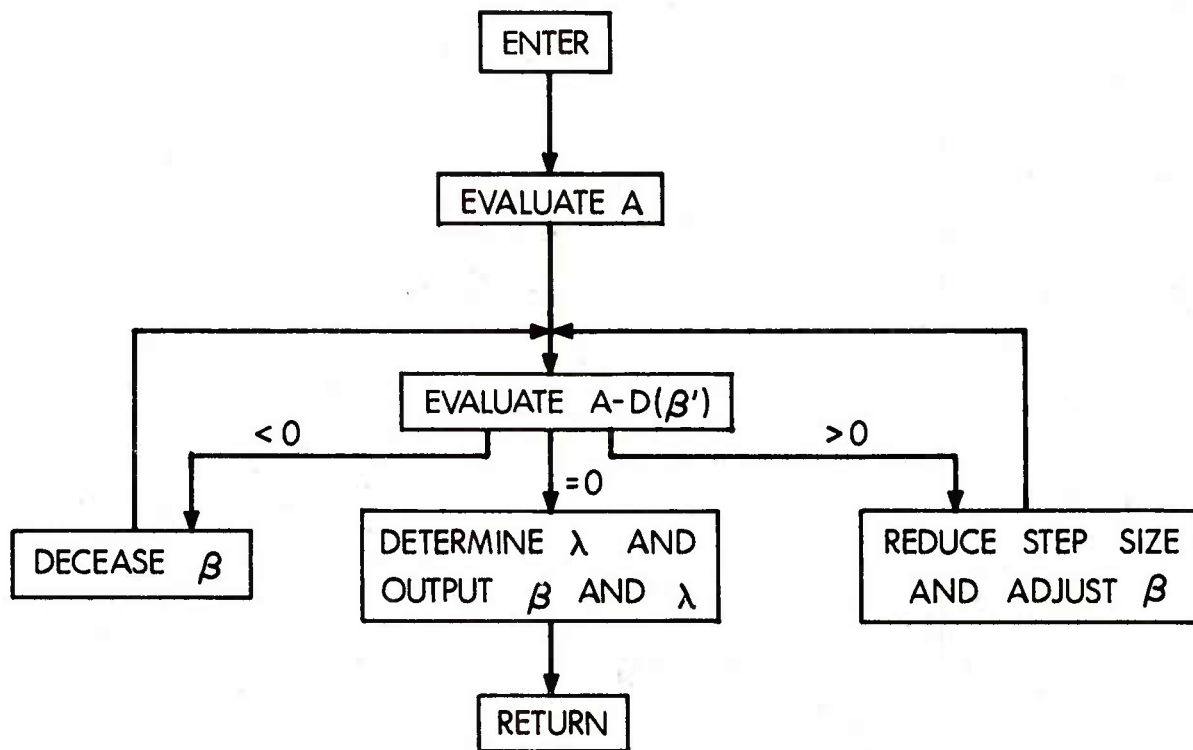 ENTER
EVALUATE A
EVALUATE A-D(β')
<0
=0
>0
DECEASE β
DETERMINE λ AND
OUTPUT β AND λ
REDUCE STEP SIZE
AND ADJUST β
RETURN